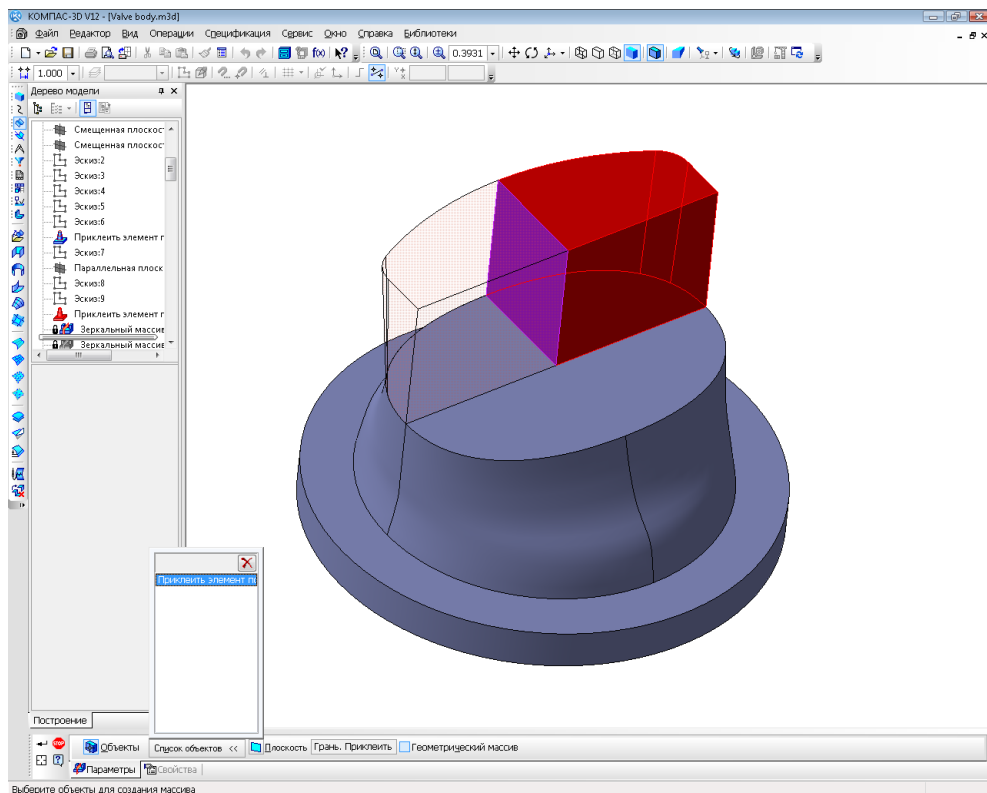 КОМПАС-3D V12 - [Valve body.m3d]
Файл Редактор Вид Операции Спецификация Сервис Окно Справка Библиотеки
0.3931
1.000
Дерево модели
Смещенная плоскос
Смещенная плоскос
Эскиз:2
Эскиз:3
Эскиз:4
Эскиз:5
Эскиз:6
Приклеить элемент п
Эскиз:7
Параллельная плоск
Эскиз:8
Эскиз:9
Приклеить элемент п
Зеркальный массив
Зеркальный массив
Приклеить элемент по
Построение
STOP Объекты Список объектов << Плоскость Грань. Приклеить Геометрический массив
Параметры Свойства
Выберите объекты для создания массива